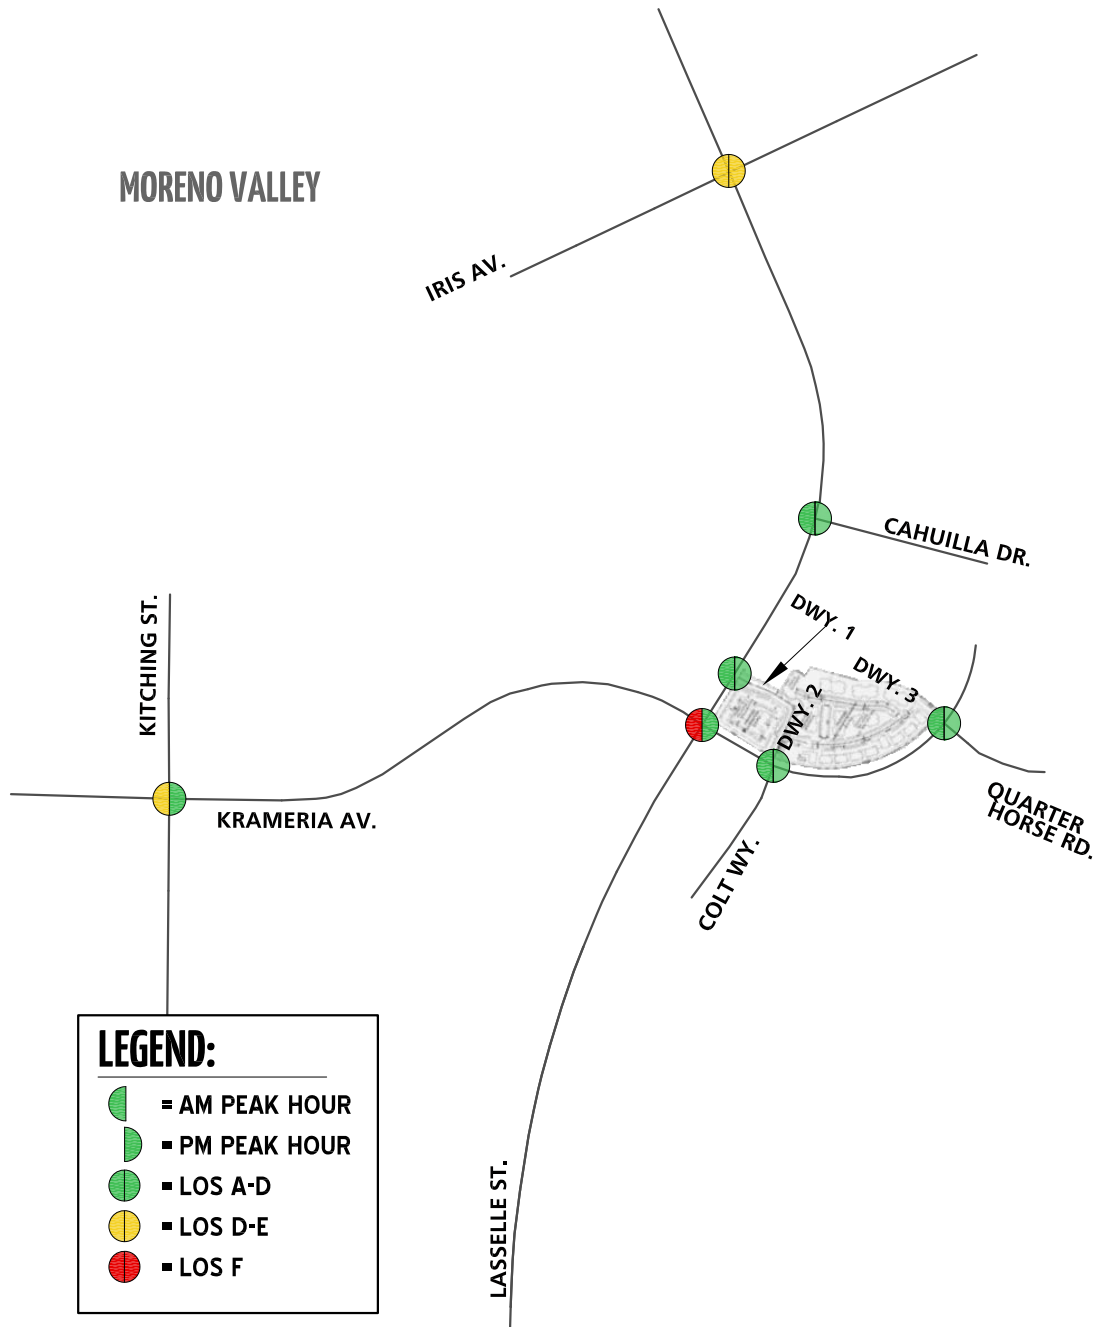 MORENO VALLEY
IRIS AV.
CAHUILLA DR.
DWY. 1
KITCHING ST.
DWY. 3
DWY. 2
QUARTER
HORSE RD.
KRAMERIA AV.
COLT WY.
LASSELLE ST.
LEGEND:
= AM PEAK HOUR
= PM PEAK HOUR
= LOS A-D
= LOS D-E
= LOS F